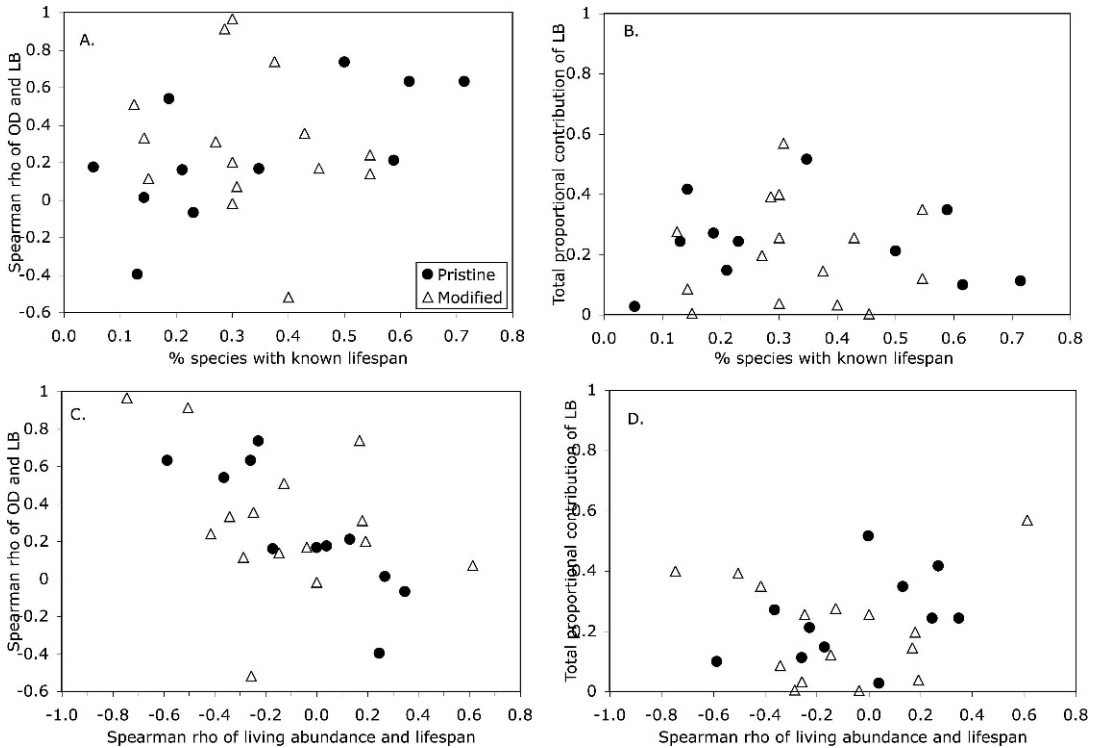 Spearman rho of OD and LB
1
0.8
0.6
0.4
0.2
0
-0.2
-0.4
-0.6
A.
Pristine
Modified
0.0 0.1 0.2 0.3 0.4 0.5 0.6 0.7 0.8
% species with known lifespan
Total proportional contribution of LB
1
0.8
0.6
0.4
0.2
0
B.
0.0 0.1 0.2 0.3 0.4 0.5 0.6 0.7 0.8
% species with known lifespan
Spearman rho of OD and LB
1
0.8
0.6
0.4
0.2
0
-0.2
-0.4
-0.6
C.
-1.0 -0.8 -0.6 -0.4 -0.2 0.0 0.2 0.4 0.6 0.8
Spearman rho of living abundance and lifespan
Total proportional contribution of LB
1
0.8
0.6
0.4
0.2
0
D.
-1.0 -0.8 -0.6 -0.4 -0.2 0.0 0.2 0.4 0.6 0.8
Spearman rho of living abundance and lifespan